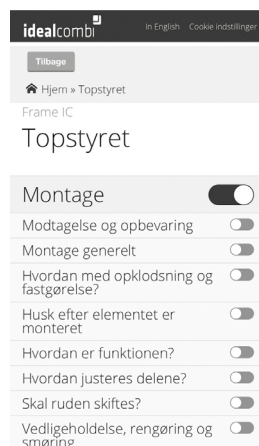 idealcombi
In English Cookie indstillinger
Tilbage
Hjem » Topstyret
Frame IC
Topstyret
Montage
Modtagelse og opbevaring
Montage generelt
Hvordan med opklodsning og
fastgørelse?
Husk efter elementet er
monteret
Hvordan er funktionen?
Hvordan justeres delene?
Skal ruden skiftes?
Vedligeholdelse, rengøring og
smøring